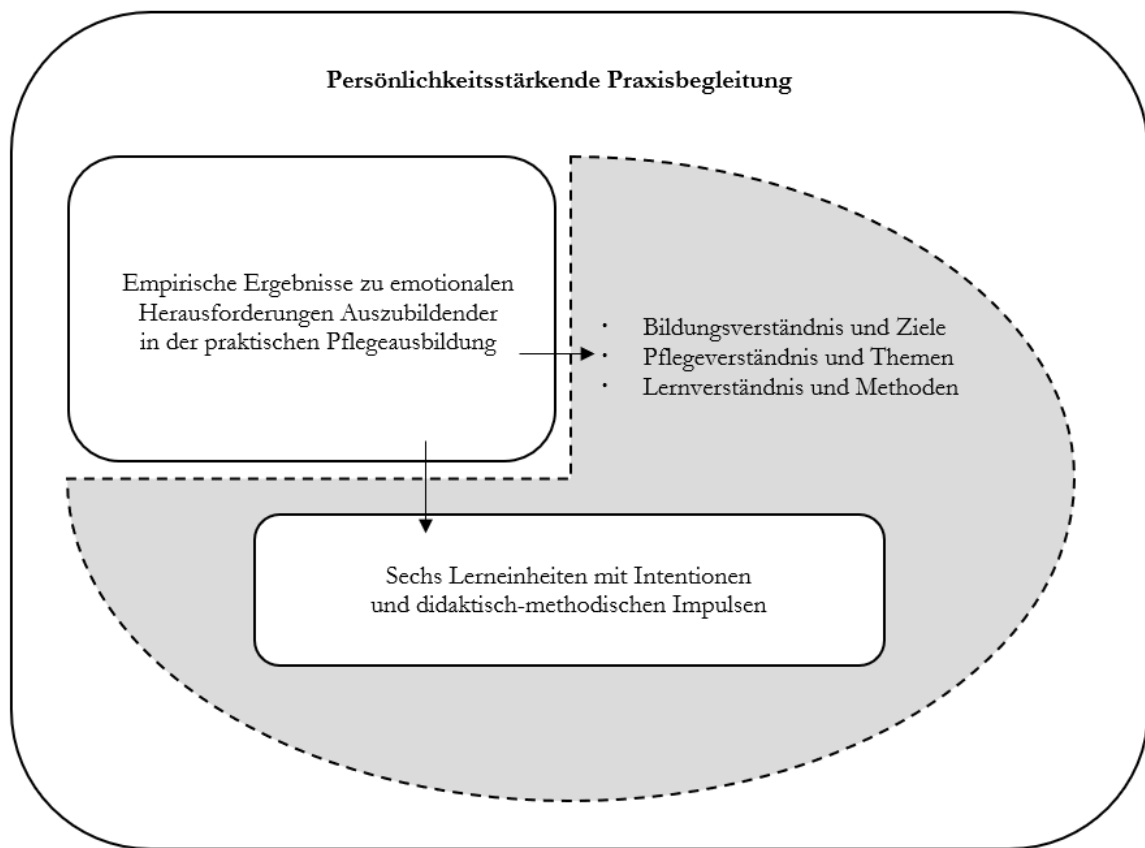 Persönlichkeitsstärkende Praxisbegleitung
Empirische Ergebnisse zu emotionalen
Herausforderungen Auszubildender
in der praktischen Pflegeausbildung
· Bildungsverständnis und Ziele
· Pflegeverständnis und Themen
· Lernverständnis und Methoden
Sechs Lerneinheiten mit Intentionen
und didaktisch-methodischen Impulsen